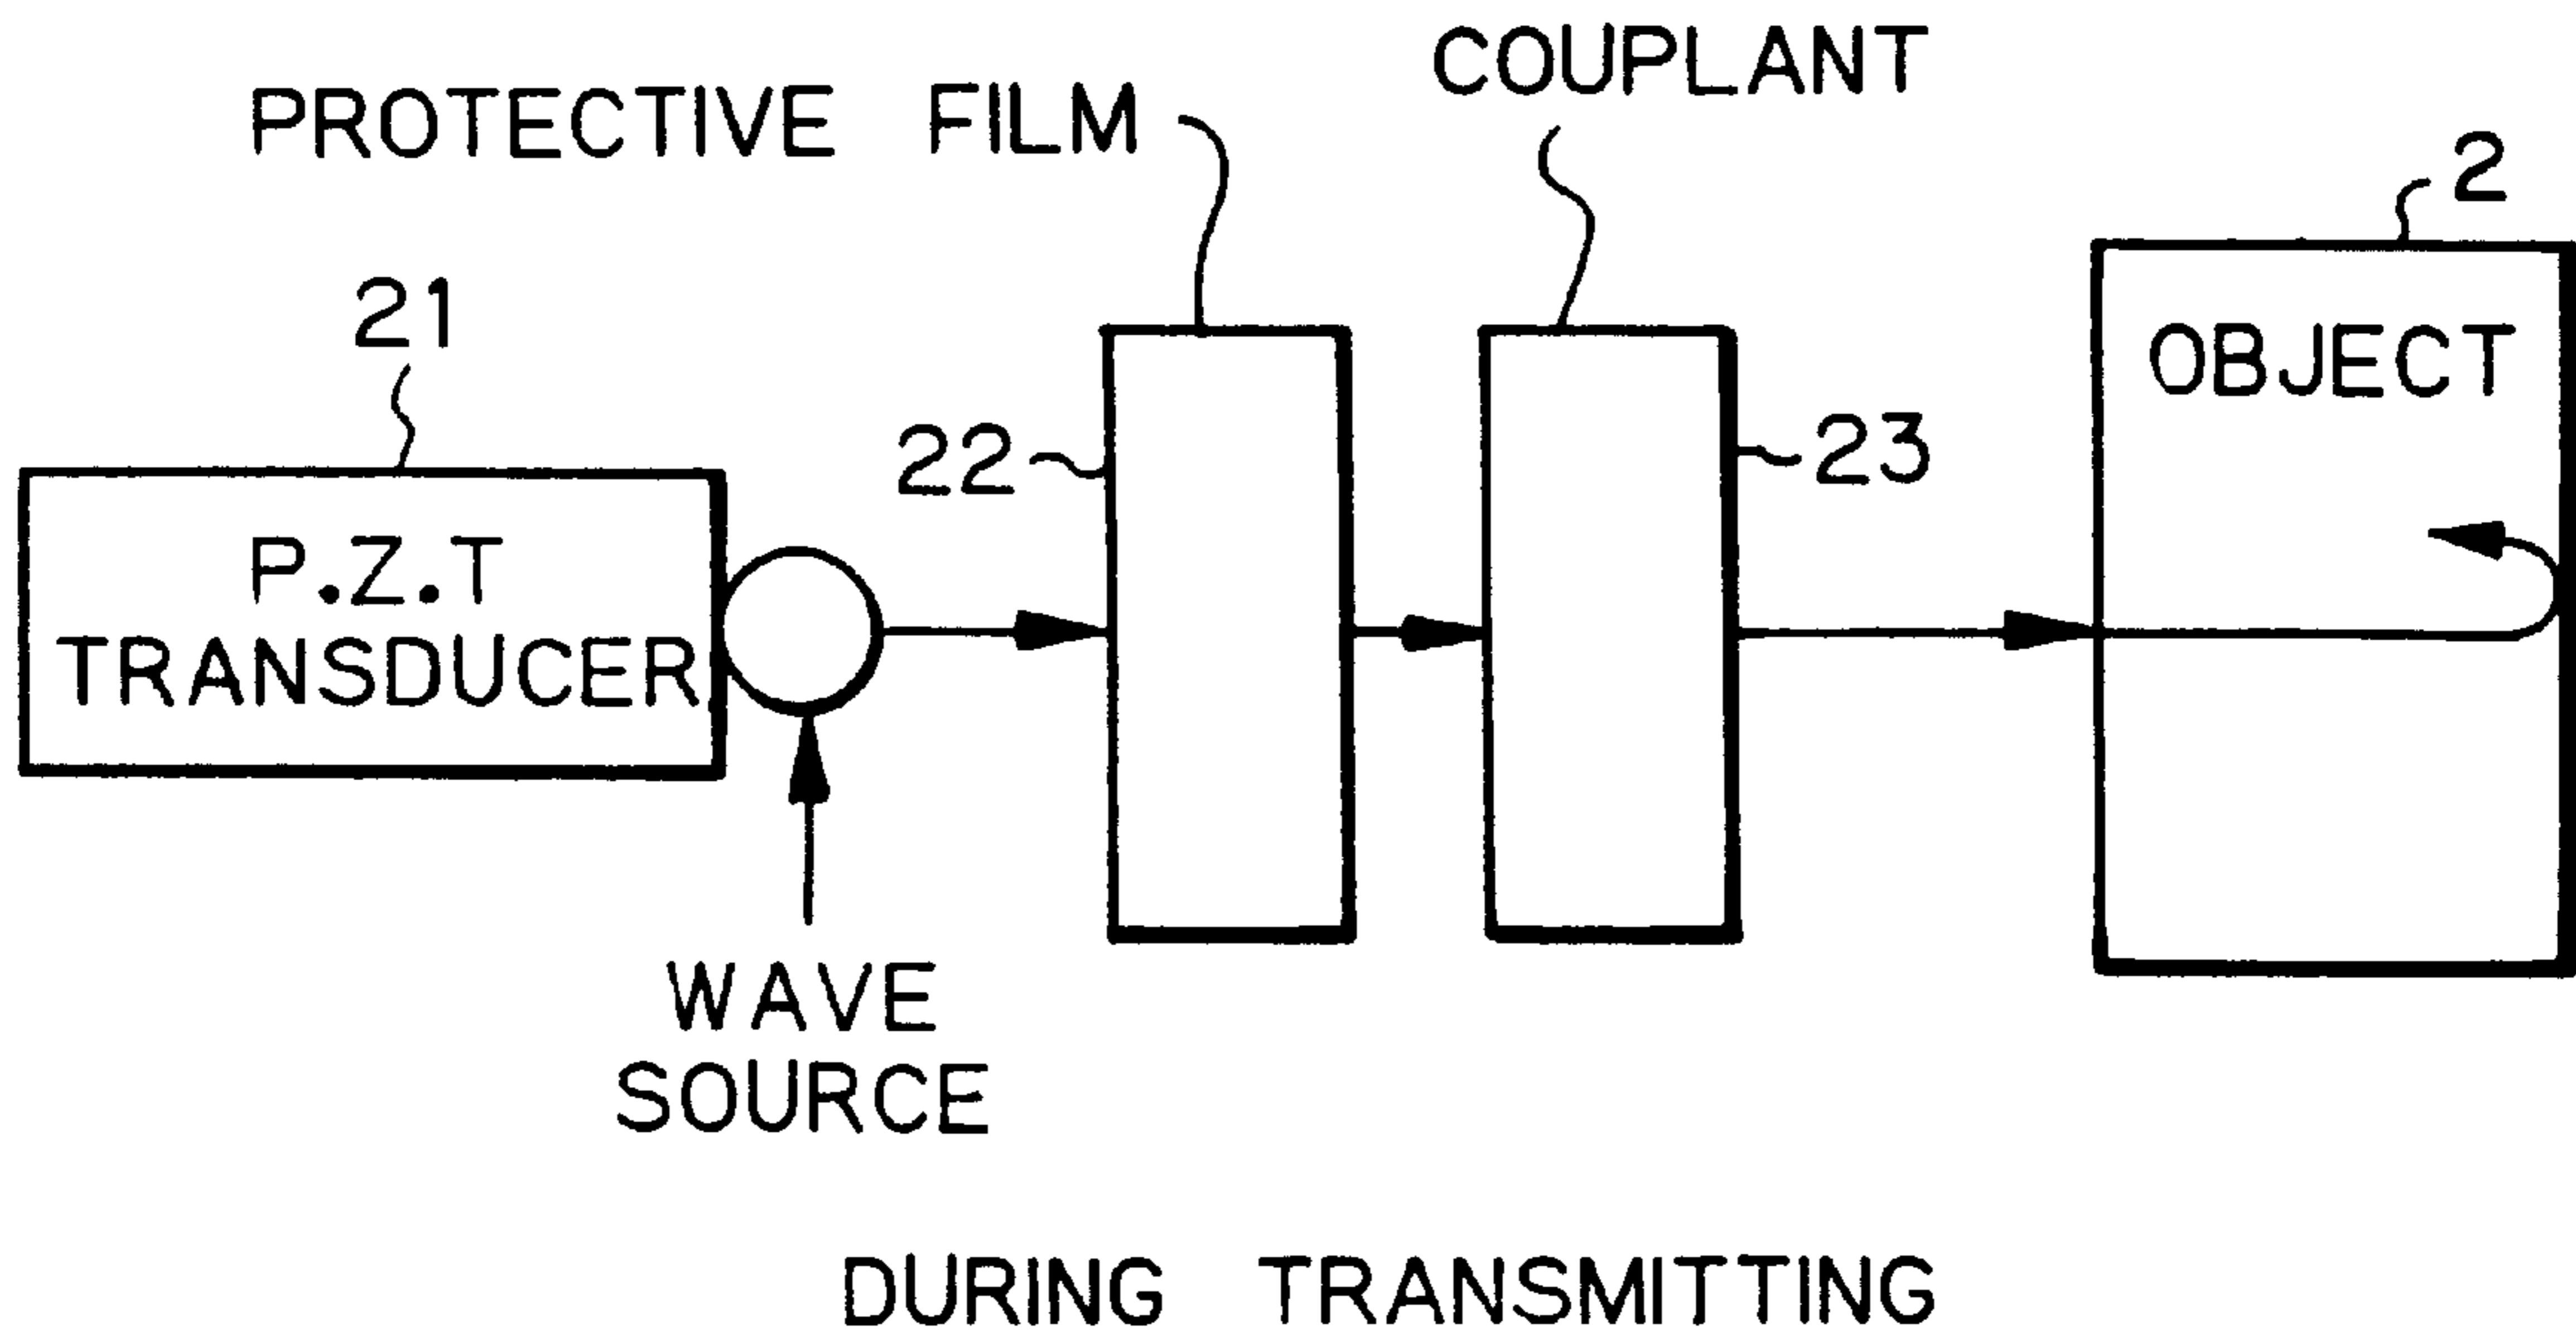 COUPLANT
PROTECTIVE FILM
2
21
OBJECT
22
23
P.Z.T
TRANSDUCER
WAVE
SOURCE
DURING TRANSMITTING